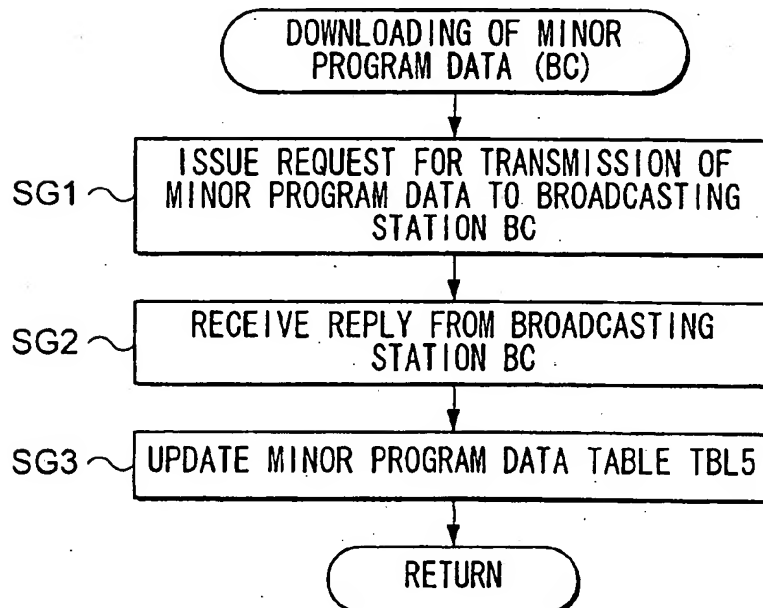 DOWNLOADING OF MINOR
PROGRAM DATA (BC)
SG1
ISSUE REQUEST FOR TRANSMISSION OF
MINOR PROGRAM DATA TO BROADCASTING
STATION BC
SG2
RECEIVE REPLY FROM BROADCASTING
STATION BC
SG3
UPDATE MINOR PROGRAM DATA TABLE TBL5
RETURN